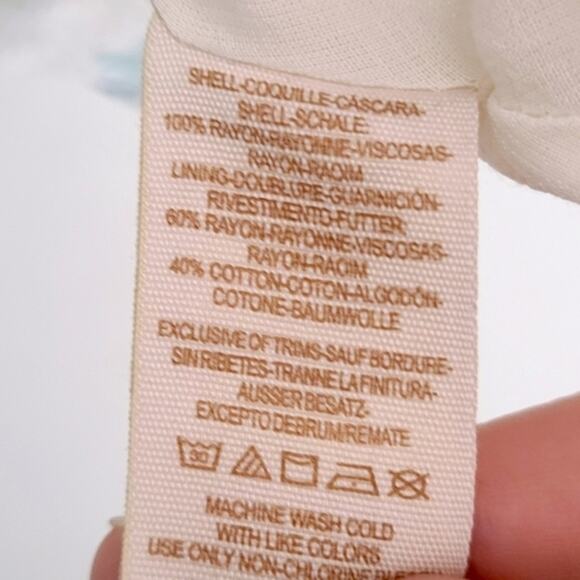 SHELL-COQUILLE-CÁSCARA-
SHELL-SCHALE:
100% RAYON-RAYONNE-VISCOSAS-
RAYON-RAOIM
LINING-DOUBLURE-GUARNICIÓN-
RIVESTIMENTO-FUTTER
60% RAYON-RAYONNE-VISCOSAS-
RAYON-RAOIM
40% COTTON-COTON-ALGODÓN-
COTONE-BAUMWOLLE
EXCLUSIVE OF TRIMS-SAUF BORDURE-
SIN RIBETES-TRANNE LA FINITURA-
AUSSER BESATZ-
EXCEPTO DEBRUM/REMATE
30
MACHINE WASH COLD
WITH LIKE COLORS
USE ONLY NON-CHLORINE